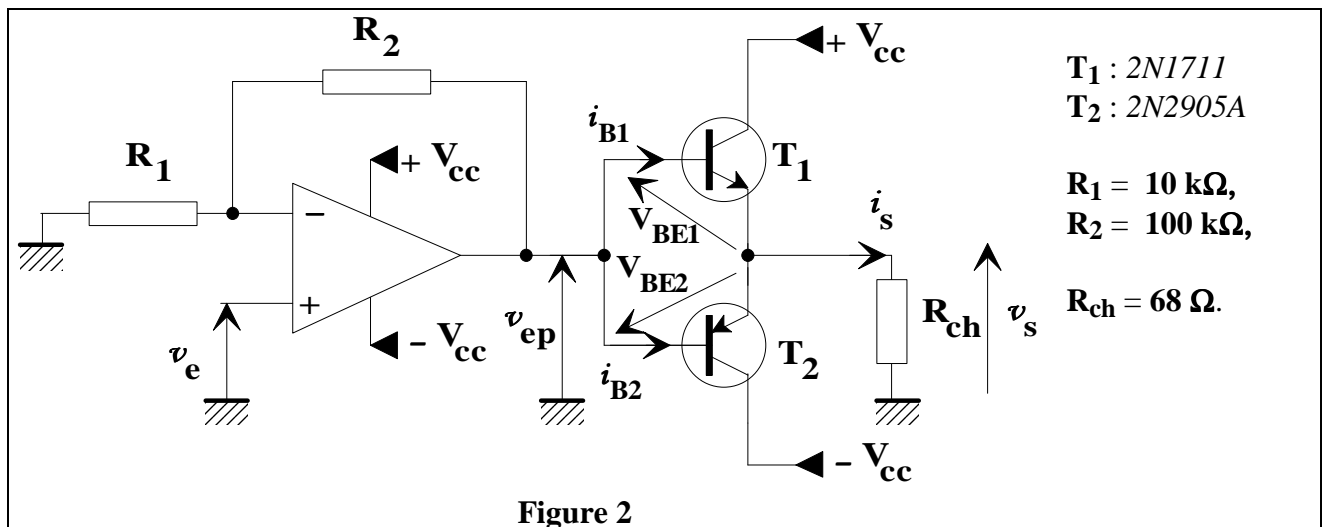 R2
+ Vcc
T1 : 2N1711
T2 : 2N2905A
iB1
R1
+ Vcc
T1
R1 = 10 kΩ,
R2 = 100 kΩ,
−
VBE1
is
VBE2
+
Rch = 68 Ω.
ve
− Vcc
vep
T2
Rch
vs
iB2
− Vcc
Figure 2